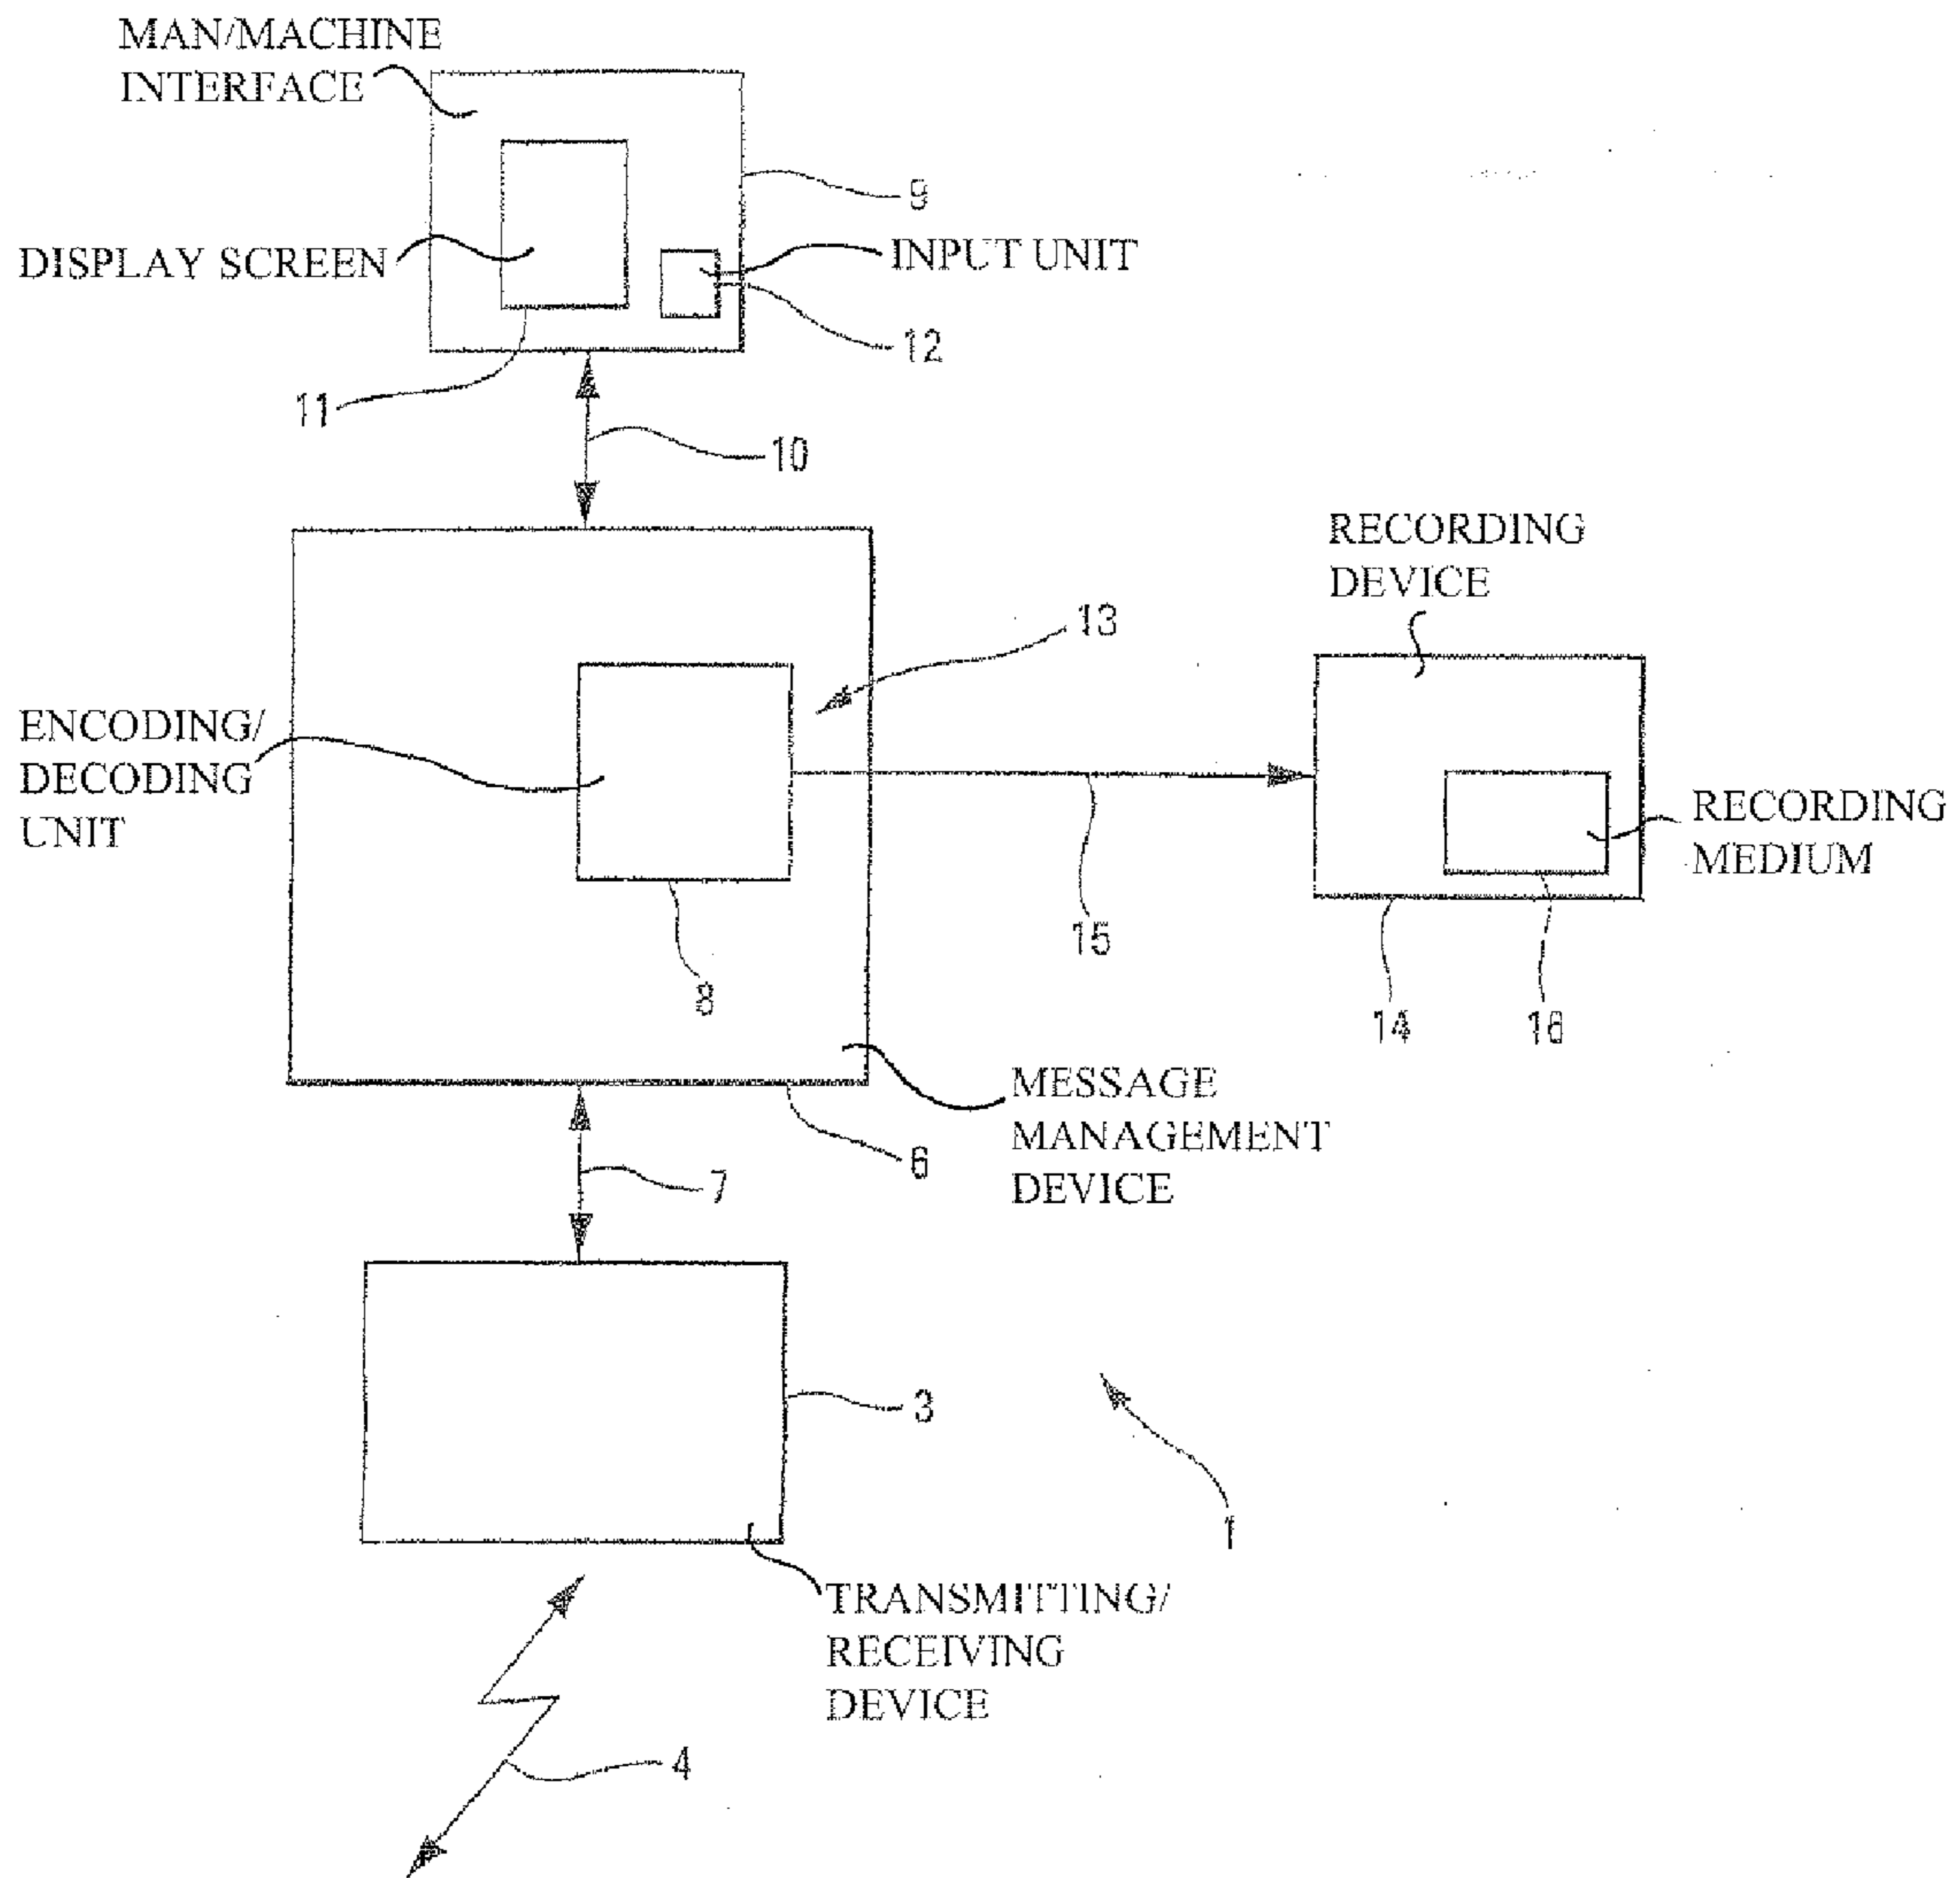 MAN/MACHINE
INTERFACE
9
DISPLAY SCREEN
INPUT UNIT
12
11
10
RECORDING
DEVICE
13
ENCODING/
DECODING
UNIT
RECORDING
MEDIUM
15
8
14
16
MESSAGE
MANAGEMENT
DEVICE
6
7
3
1
TRANSMITTING/
RECEIVING
DEVICE
4